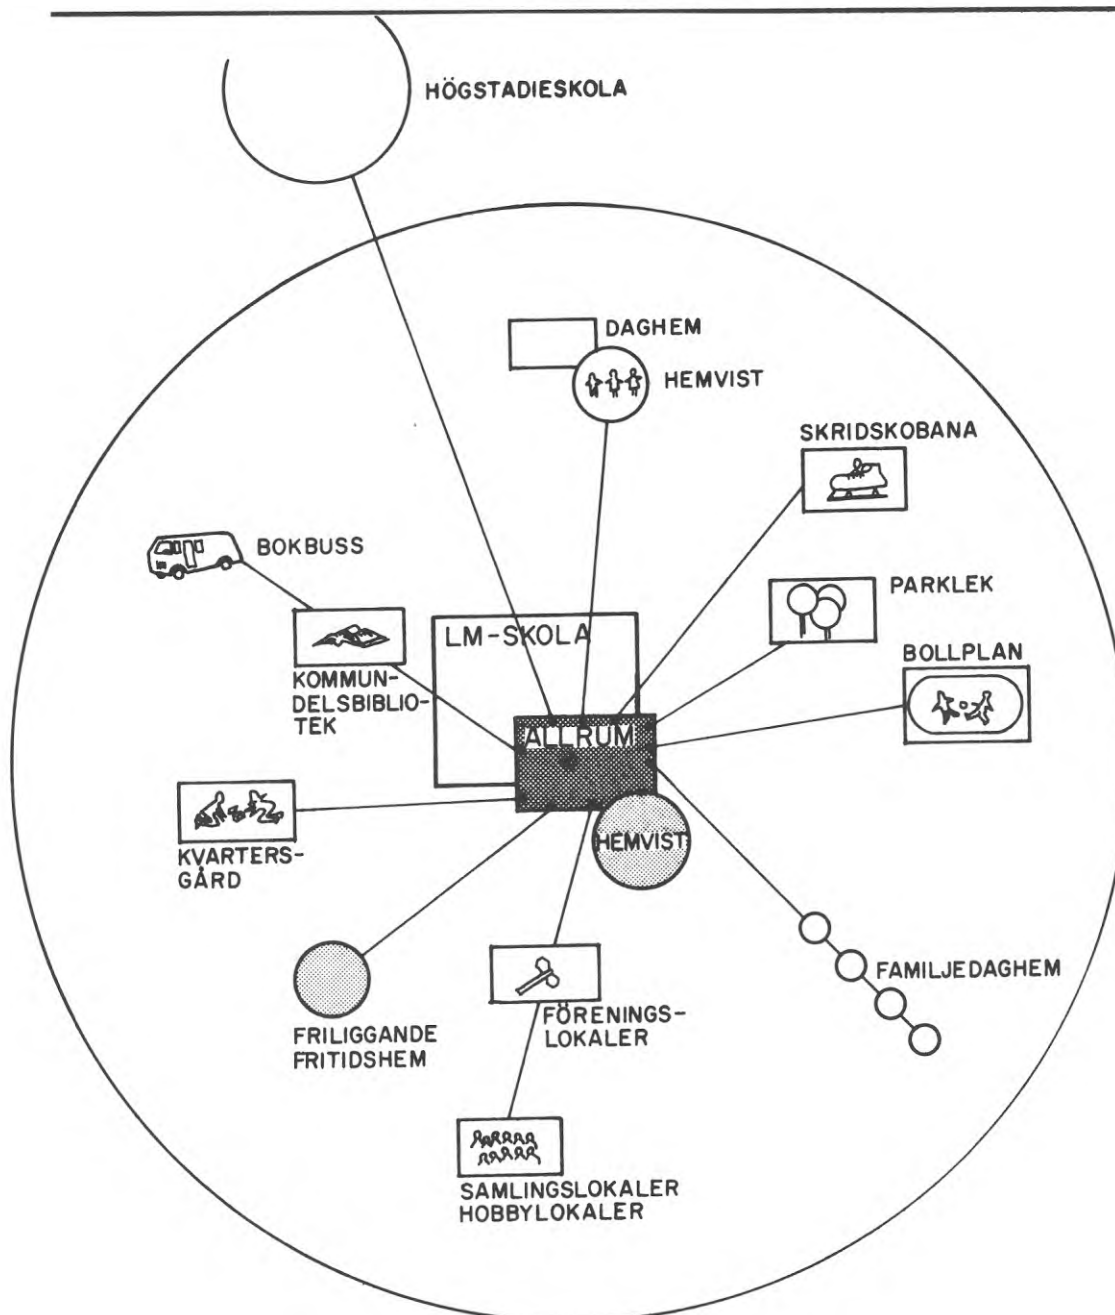 HÖGSTADIESKOLA
DAGHEM
HEMVIST
SKRIDSKOBANA
BOKBUSS
PARKLEK
LM-SKOLA
BOLLPLAN
KOMMUN-
DELSBIBLIO-
TEK
ALLRUM
HEMVIST
KVARTERS-
GÅRD
FAMILJEDAGHEM
FÖRENINGS-
LOKALER
FRILIGGANDE
FRITIDSHEM
SAMLINGSLOKALER
HOBBYLOKALER